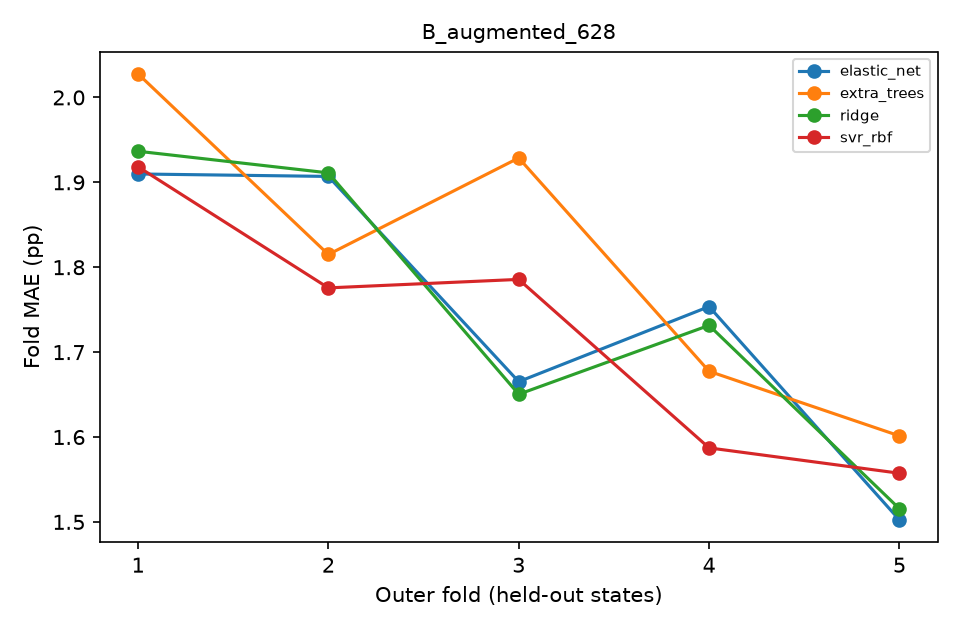 B_augmented_628
elastic_net
extra_trees
ridge
svr_rbf
Fold MAE (pp)
2.0
1.9
1.8
1.7
1.6
1.5
1 2 3 4 5
Outer fold (held-out states)